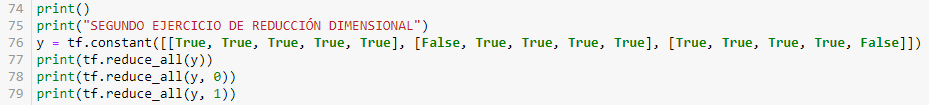 74 print()
75 print("SEGUNDO EJERCICIO DE REDUCCIÓN DIMENSIONAL")
76 y = tf.constant([[True, True, True, True, True], [False, True, True, True, True], [True, True, True, True, False]])
77 print(tf.reduce_all(y))
78 print(tf.reduce_all(y, 0))
79 print(tf.reduce_all(y, 1))